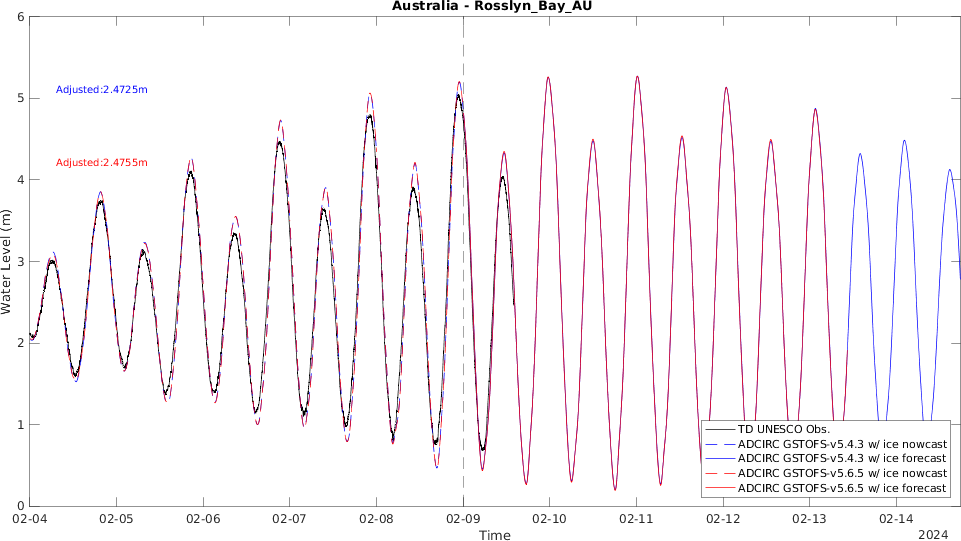 Australia - Rosslyn_Bay_AU
6
5
4
3
2
1
0
Water Level (m)
Adjusted:2.4725m
Adjusted:2.4755m
TD UNESCO Obs.
ADCIRC GSTOFS-v5.4.3 w/ ice nowcast
ADCIRC GSTOFS-v5.4.3 w/ ice forecast
ADCIRC GSTOFS-v5.6.5 w/ ice nowcast
ADCIRC GSTOFS-v5.6.5 w/ ice forecast
02-04 02-05 02-06 02-07 02-08 02-09 02-10 02-11 02-12 02-13 02-14
Time
2024